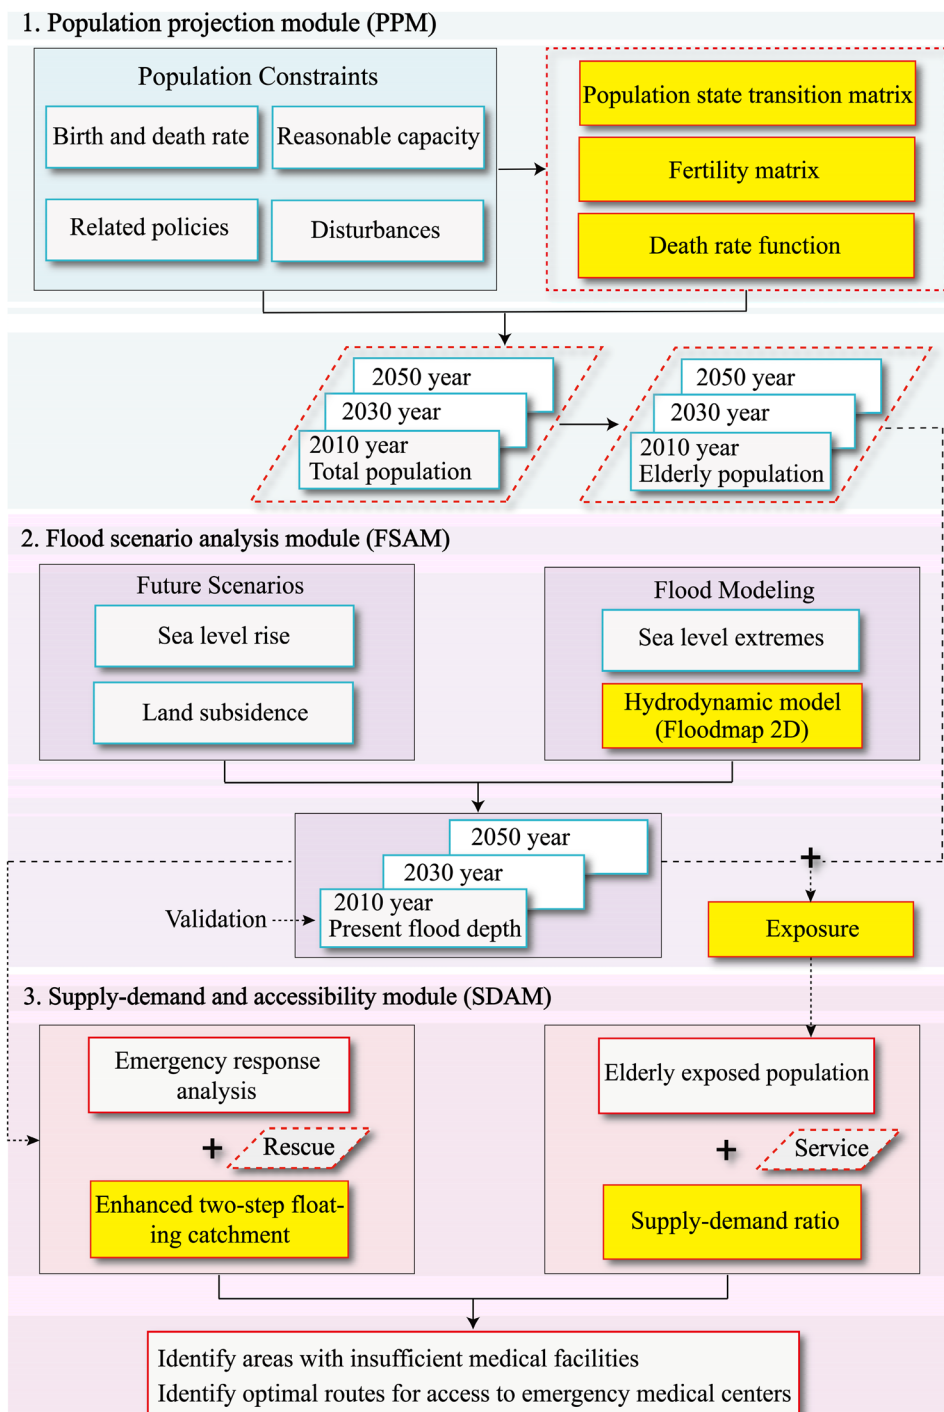 1. Population projection module (PPM)
Population Constraints
Birth and death rate
Reasonable capacity
Related policies
Disturbances
Population state transition matrix
Fertility matrix
Death rate function
2050 year
2030 year
2010 year
Total population
2050 year
2030 year
2010 year
Elderly population
2. Flood scenario analysis module (FSAM)
Future Scenarios
Sea level rise
Land subsidence
Flood Modeling
Sea level extremes
Hydrodynamic model
(Floodmap 2D)
2050 year
2030 year
2010 year
Present flood depth
Validation
+
Exposure
3. Supply-demand and accessibility module (SDAM)
Emergency response
analysis
+
Rescue
Enhanced two-step float-
ing catchment
Elderly exposed population
+
Service
Supply-demand ratio
Identify areas with insufficient medical facilities
Identify optimal routes for access to emergency medical centers